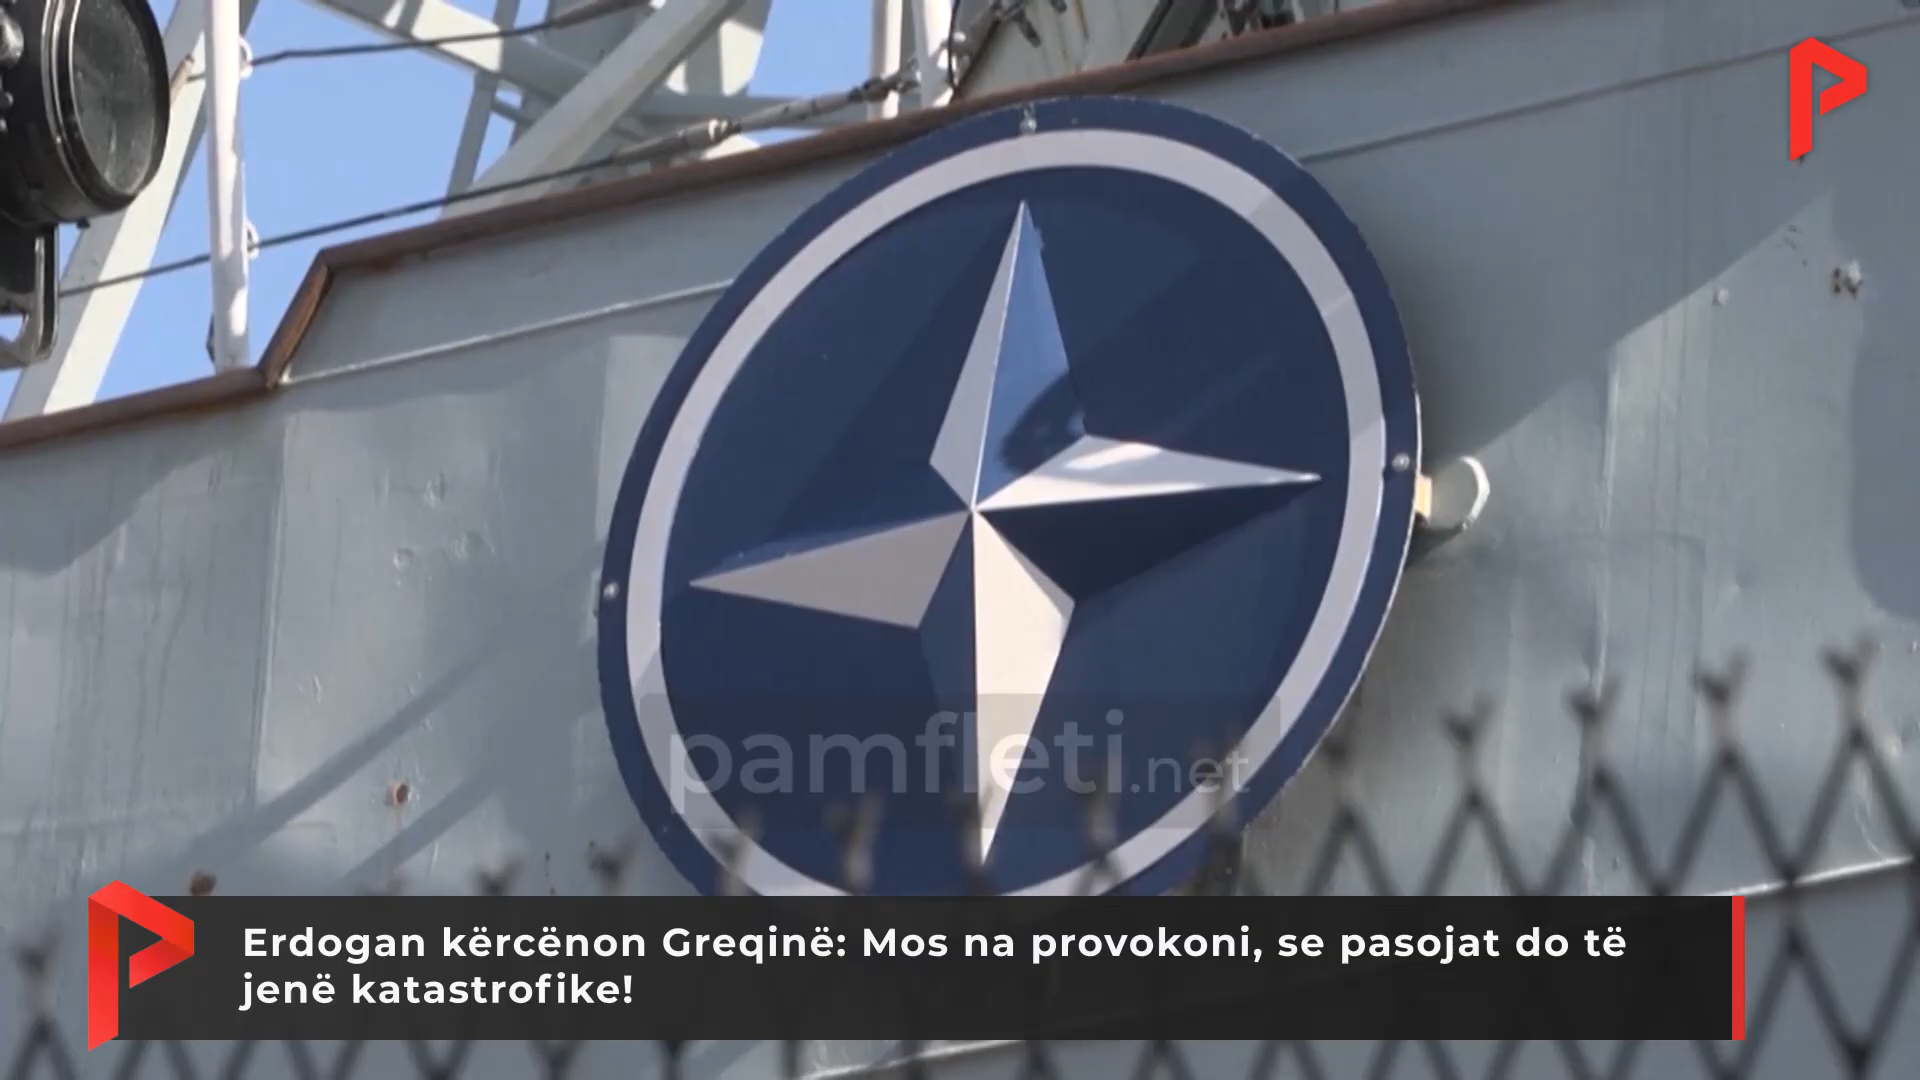 pamfleti.net
Erdogan kërcënon Greqinë: Mos na provokoni, se pasojat do të
jenë katastrofike!